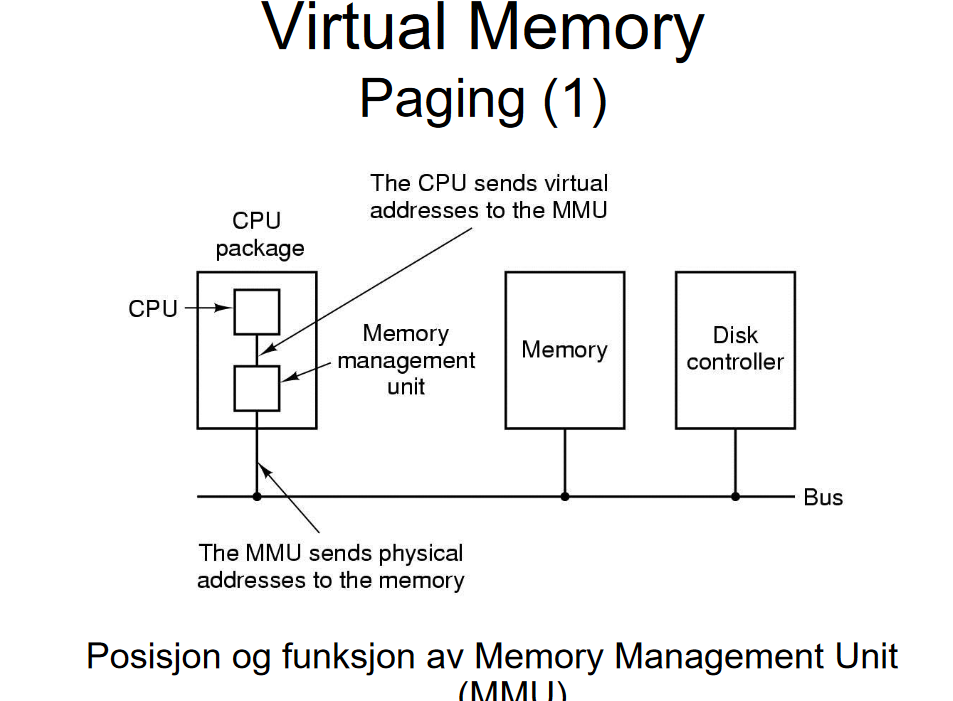 Virtual Memory
Paging (1)
The CPU sends virtual
addresses to the MMU
CPU
package
CPU
Memory
management
unit
Memory
Disk
controller
Bus
The MMU sends physical
addresses to the memory
Posisjon og funksjon av Memory Management Unit
(MMU)